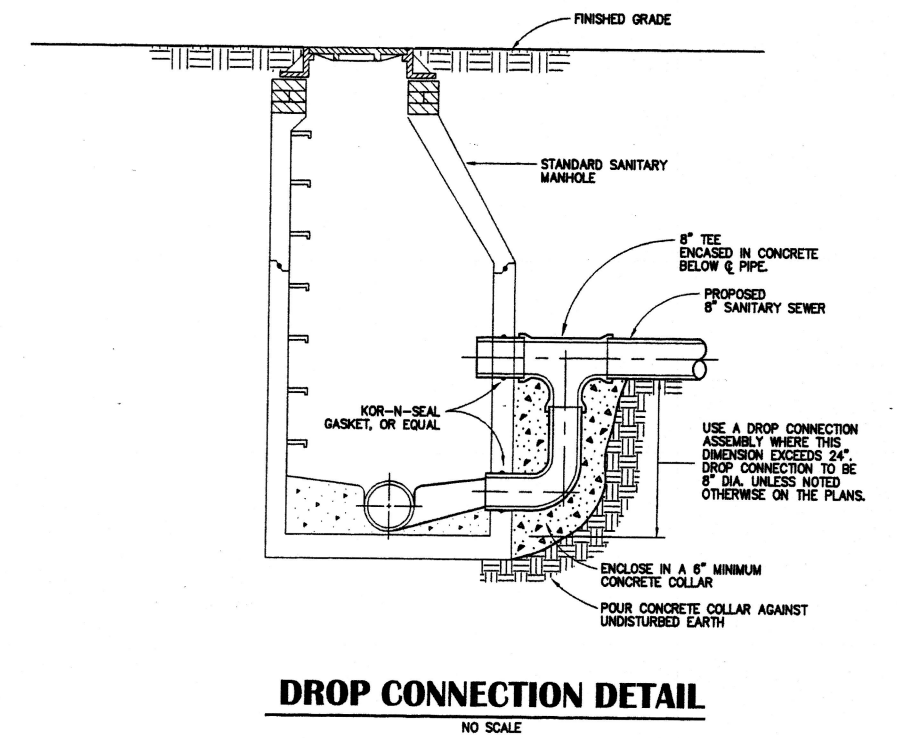 FINISHED GRADE
STANDARD SANITARY
MANHOLE
8" TEE
ENCASED IN CONCRETE
BELOW ℄ PIPE.
PROPOSED
8" SANITARY SEWER
KOR-N-SEAL
GASKET, OR EQUAL
USE A DROP CONNECTION
ASSEMBLY WHERE THIS
DIMENSION EXCEEDS 24".
DROP CONNECTION TO BE
8" DIA. UNLESS NOTED
OTHERWISE ON THE PLANS.
ENCLOSE IN A 6" MINIMUM
CONCRETE COLLAR
POUR CONCRETE COLLAR AGAINST
UNDISTURBED EARTH
DROP CONNECTION DETAIL
NO SCALE